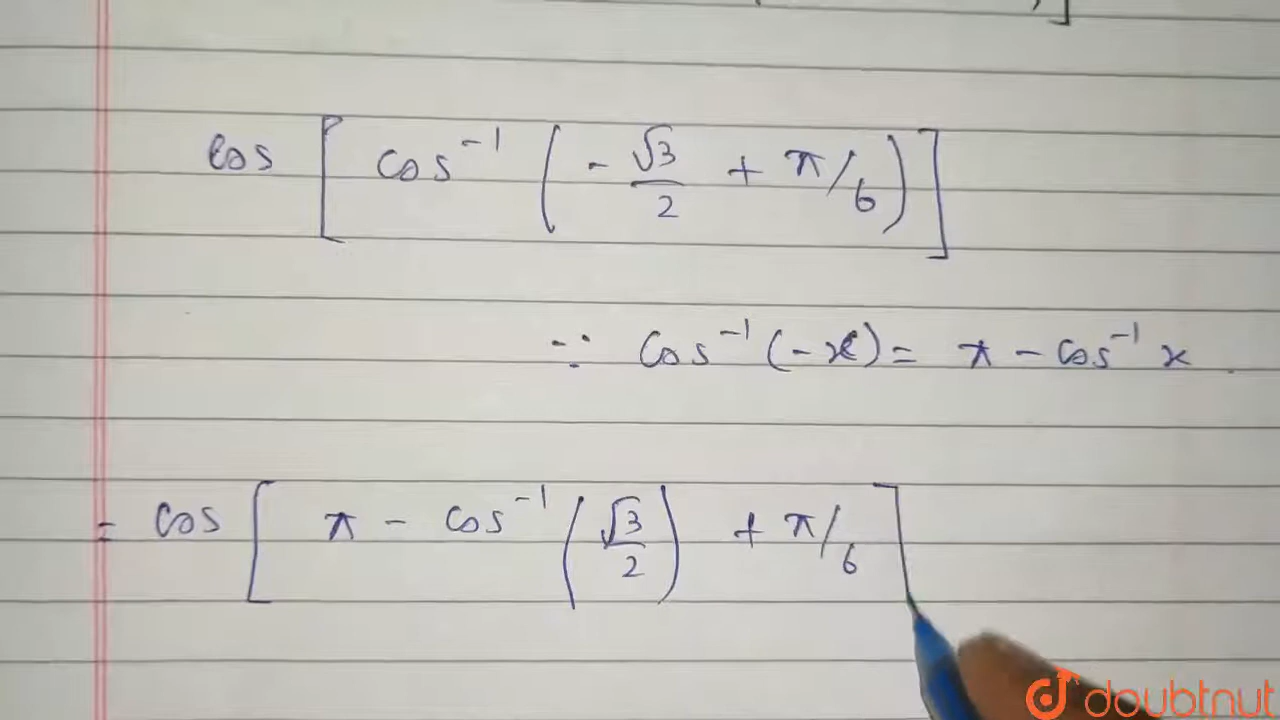 ]
cos [ cos⁻¹ ( - √3/2 + π/6 ) ]
∵ cos⁻¹ (-x) = π - cos⁻¹ x
= cos [ π - cos⁻¹ ( √3/2 ) + π/6 ]
doubtnut